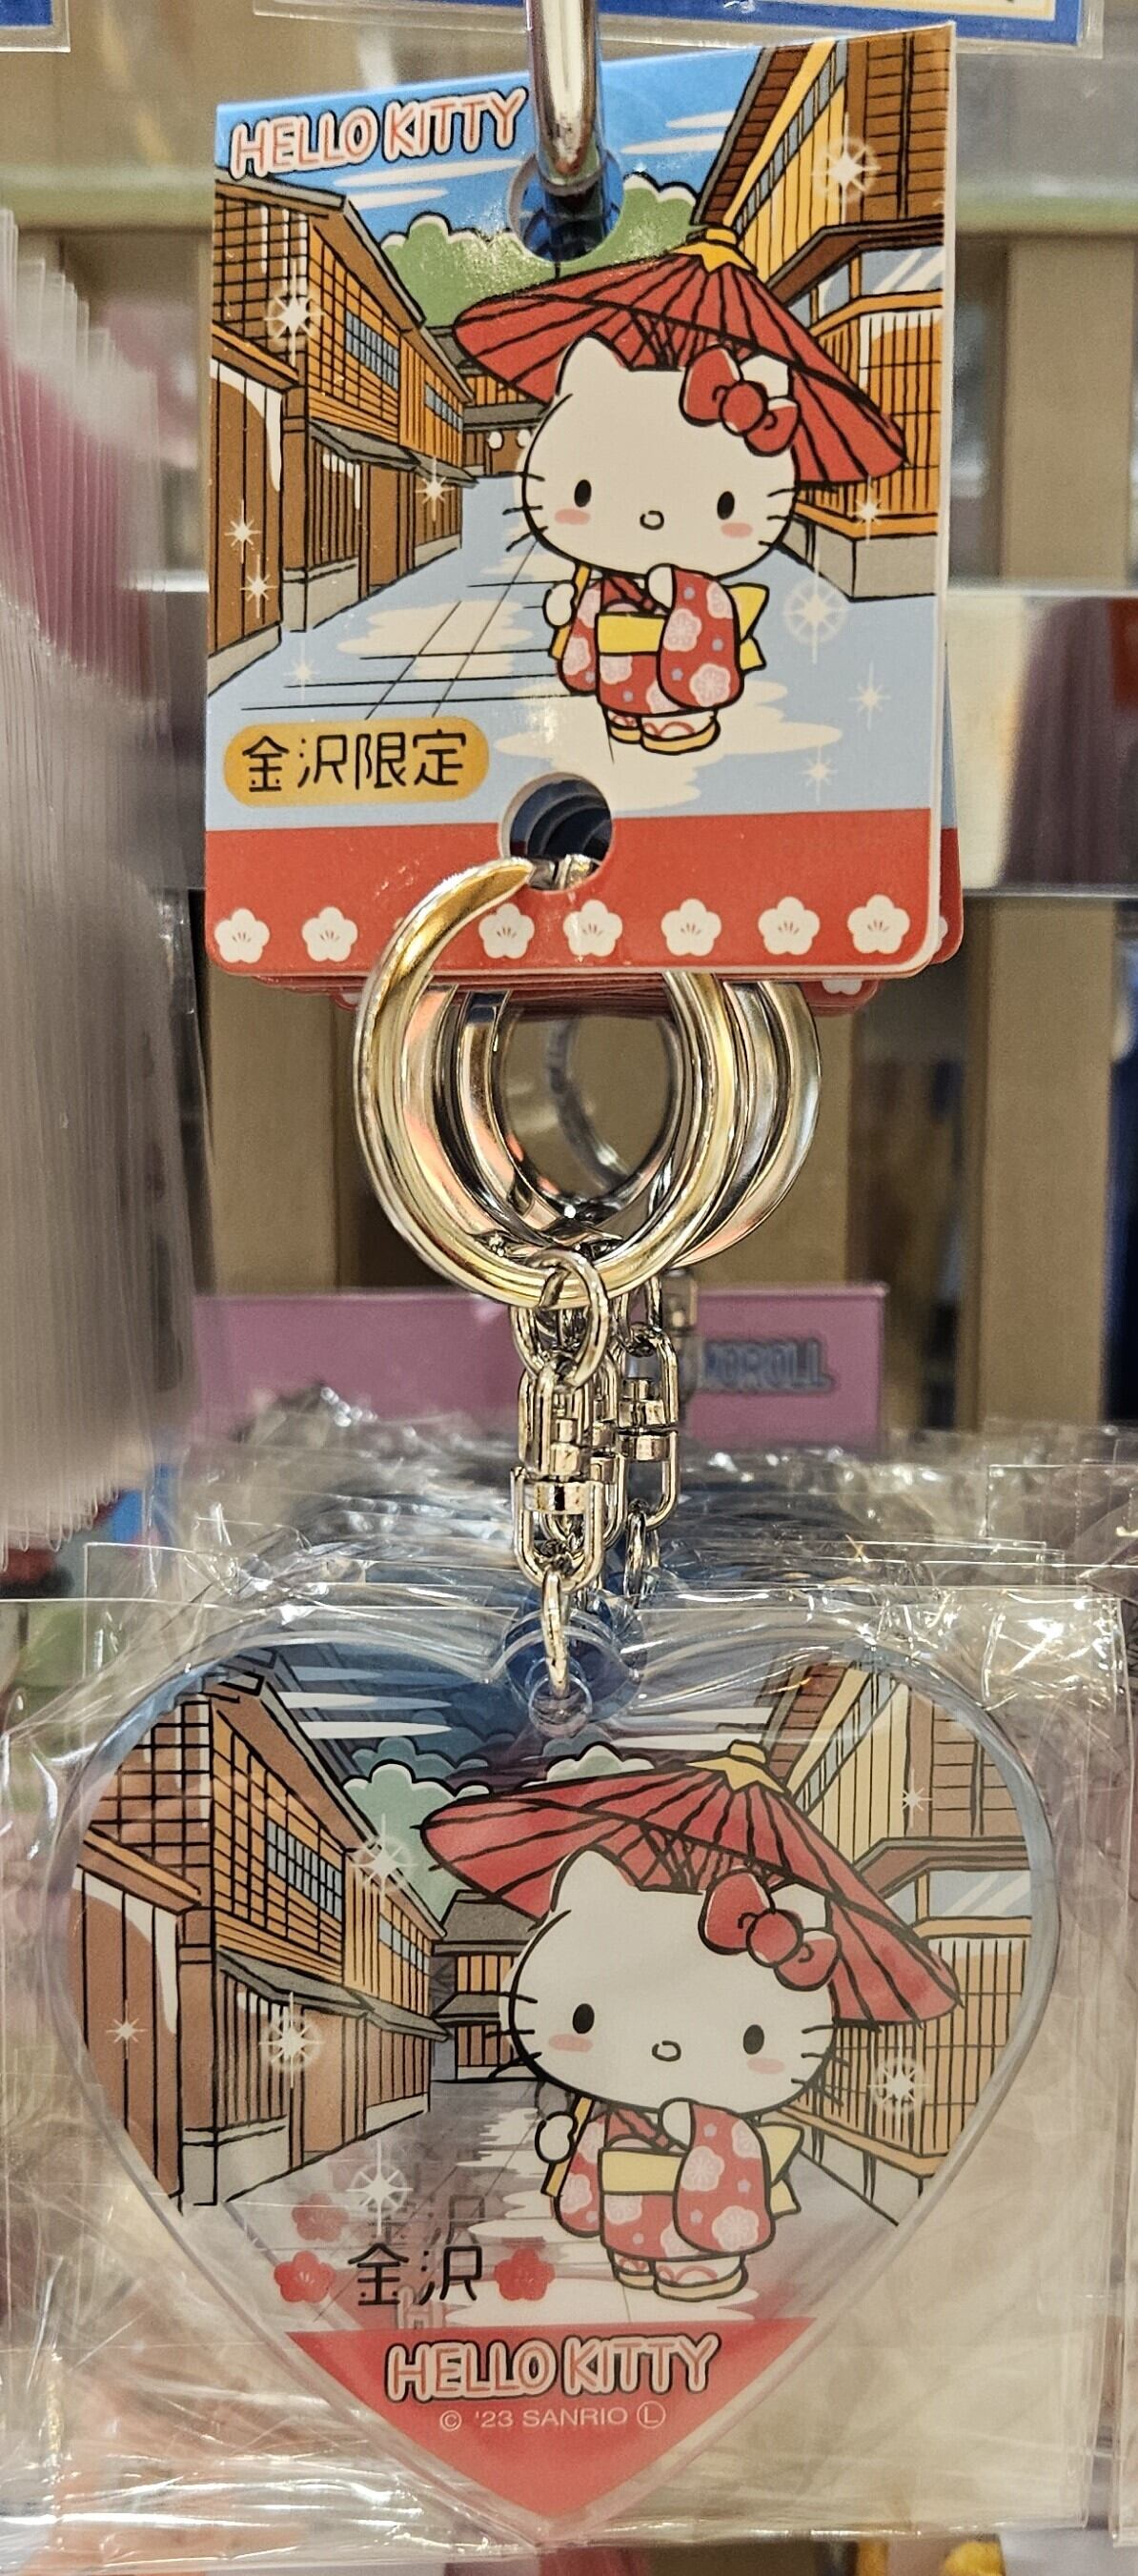 HELLO KITTY
金沢限定
金沢
HELLO KITTY
© '23 SANRIO Ⓛ